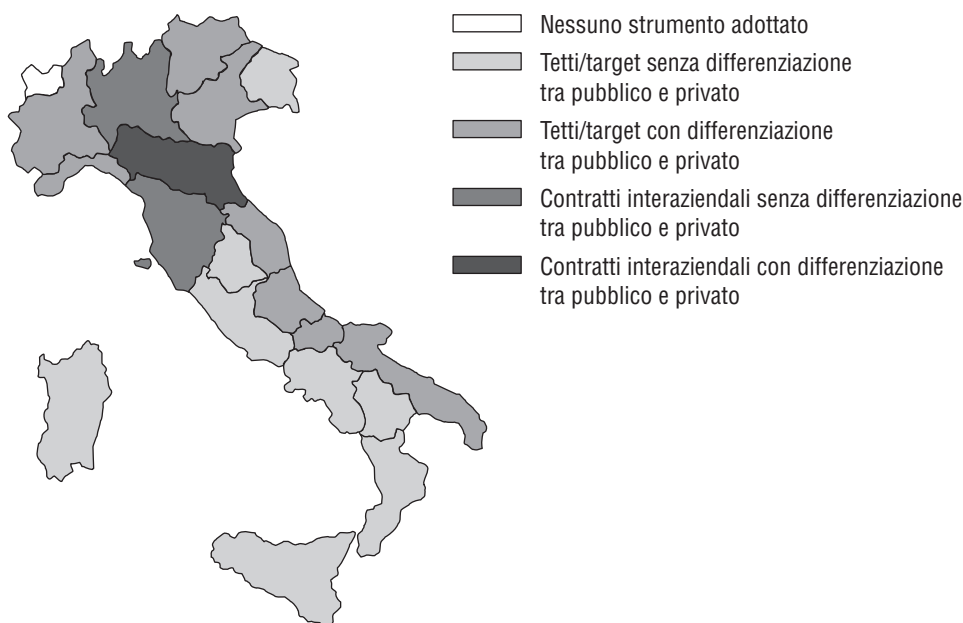 Nessuno strumento adottato
Tetti/target senza differenziazione
tra pubblico e privato
Tetti/target con differenziazione
tra pubblico e privato
Contratti interaziendali senza differenziazione
tra pubblico e privato
Contratti interaziendali con differenziazione
tra pubblico e privato